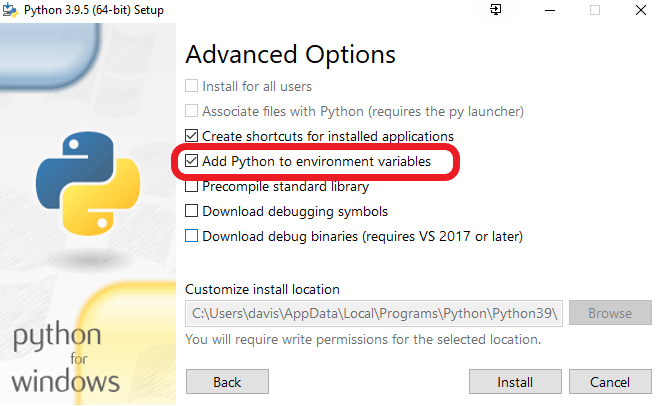 Python 3.9.5 (64-bit) Setup
Advanced Options
Install for all users
Associate files with Python (requires the py launcher)
Create shortcuts for installed applications
Add Python to environment variables
Precompile standard library
Download debugging symbols
Download debug binaries (requires VS 2017 or later)
Customize install location
C:\Users\davis\AppData\Local\Programs\Python\Python39\
Browse
You will require write permissions for the selected location.
python
for
windows
Back
Install
Cancel